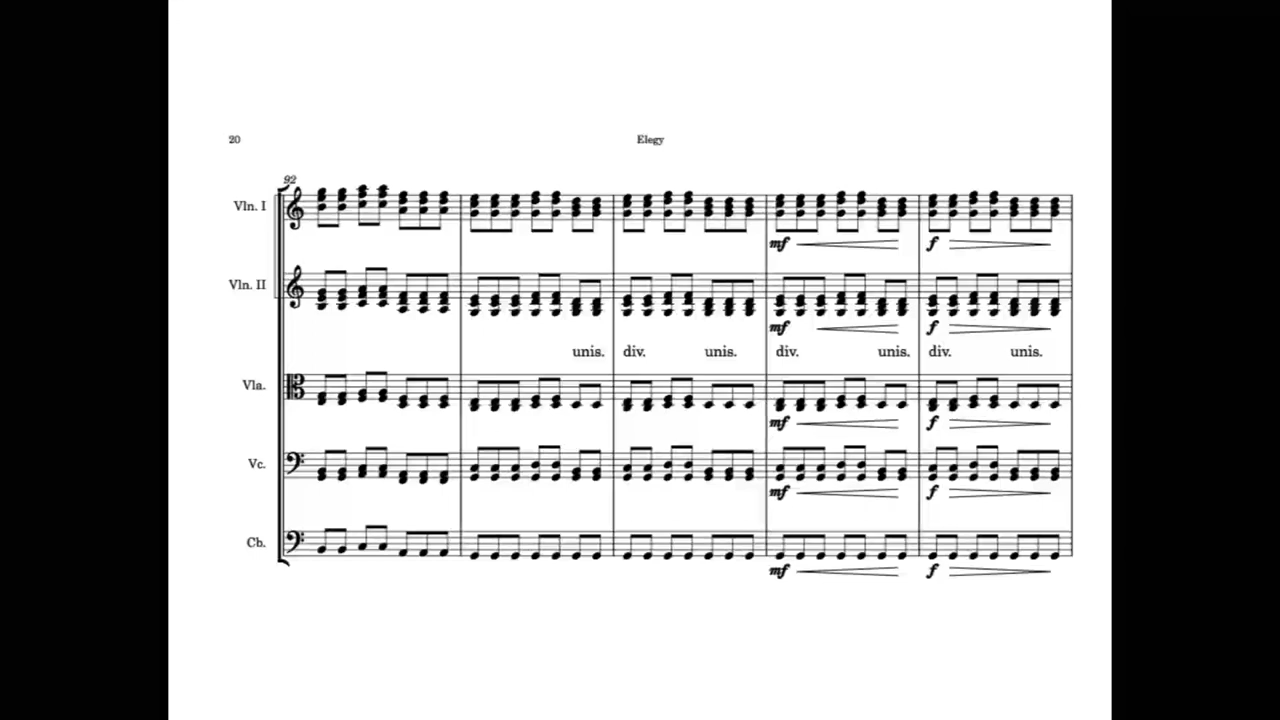 20 Elegy
92
Vln. I
mf f
Vln. II
mf f
unis. div. unis. div. unis. div. unis.
Vla.
mf f
Vc.
mf f
Cb.
mf f